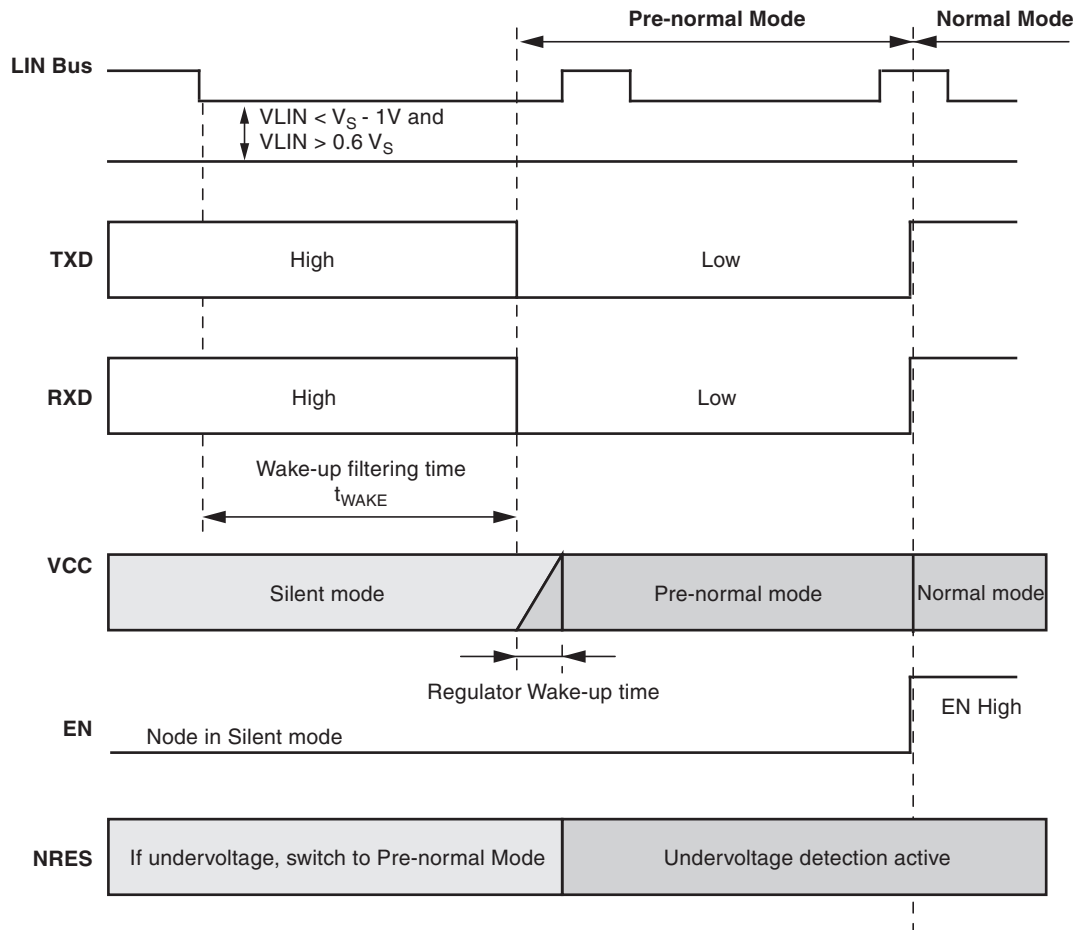 Pre-normal Mode
Normal Mode
LIN Bus
VLIN < VS - 1V and
VLIN > 0.6 VS
TXD
High
Low
RXD
High
Low
Wake-up filtering time
tWAKE
VCC
Silent mode
Pre-normal mode
Normal mode
Regulator Wake-up time
EN
Node in Silent mode
EN High
NRES
If undervoltage, switch to Pre-normal Mode
Undervoltage detection active